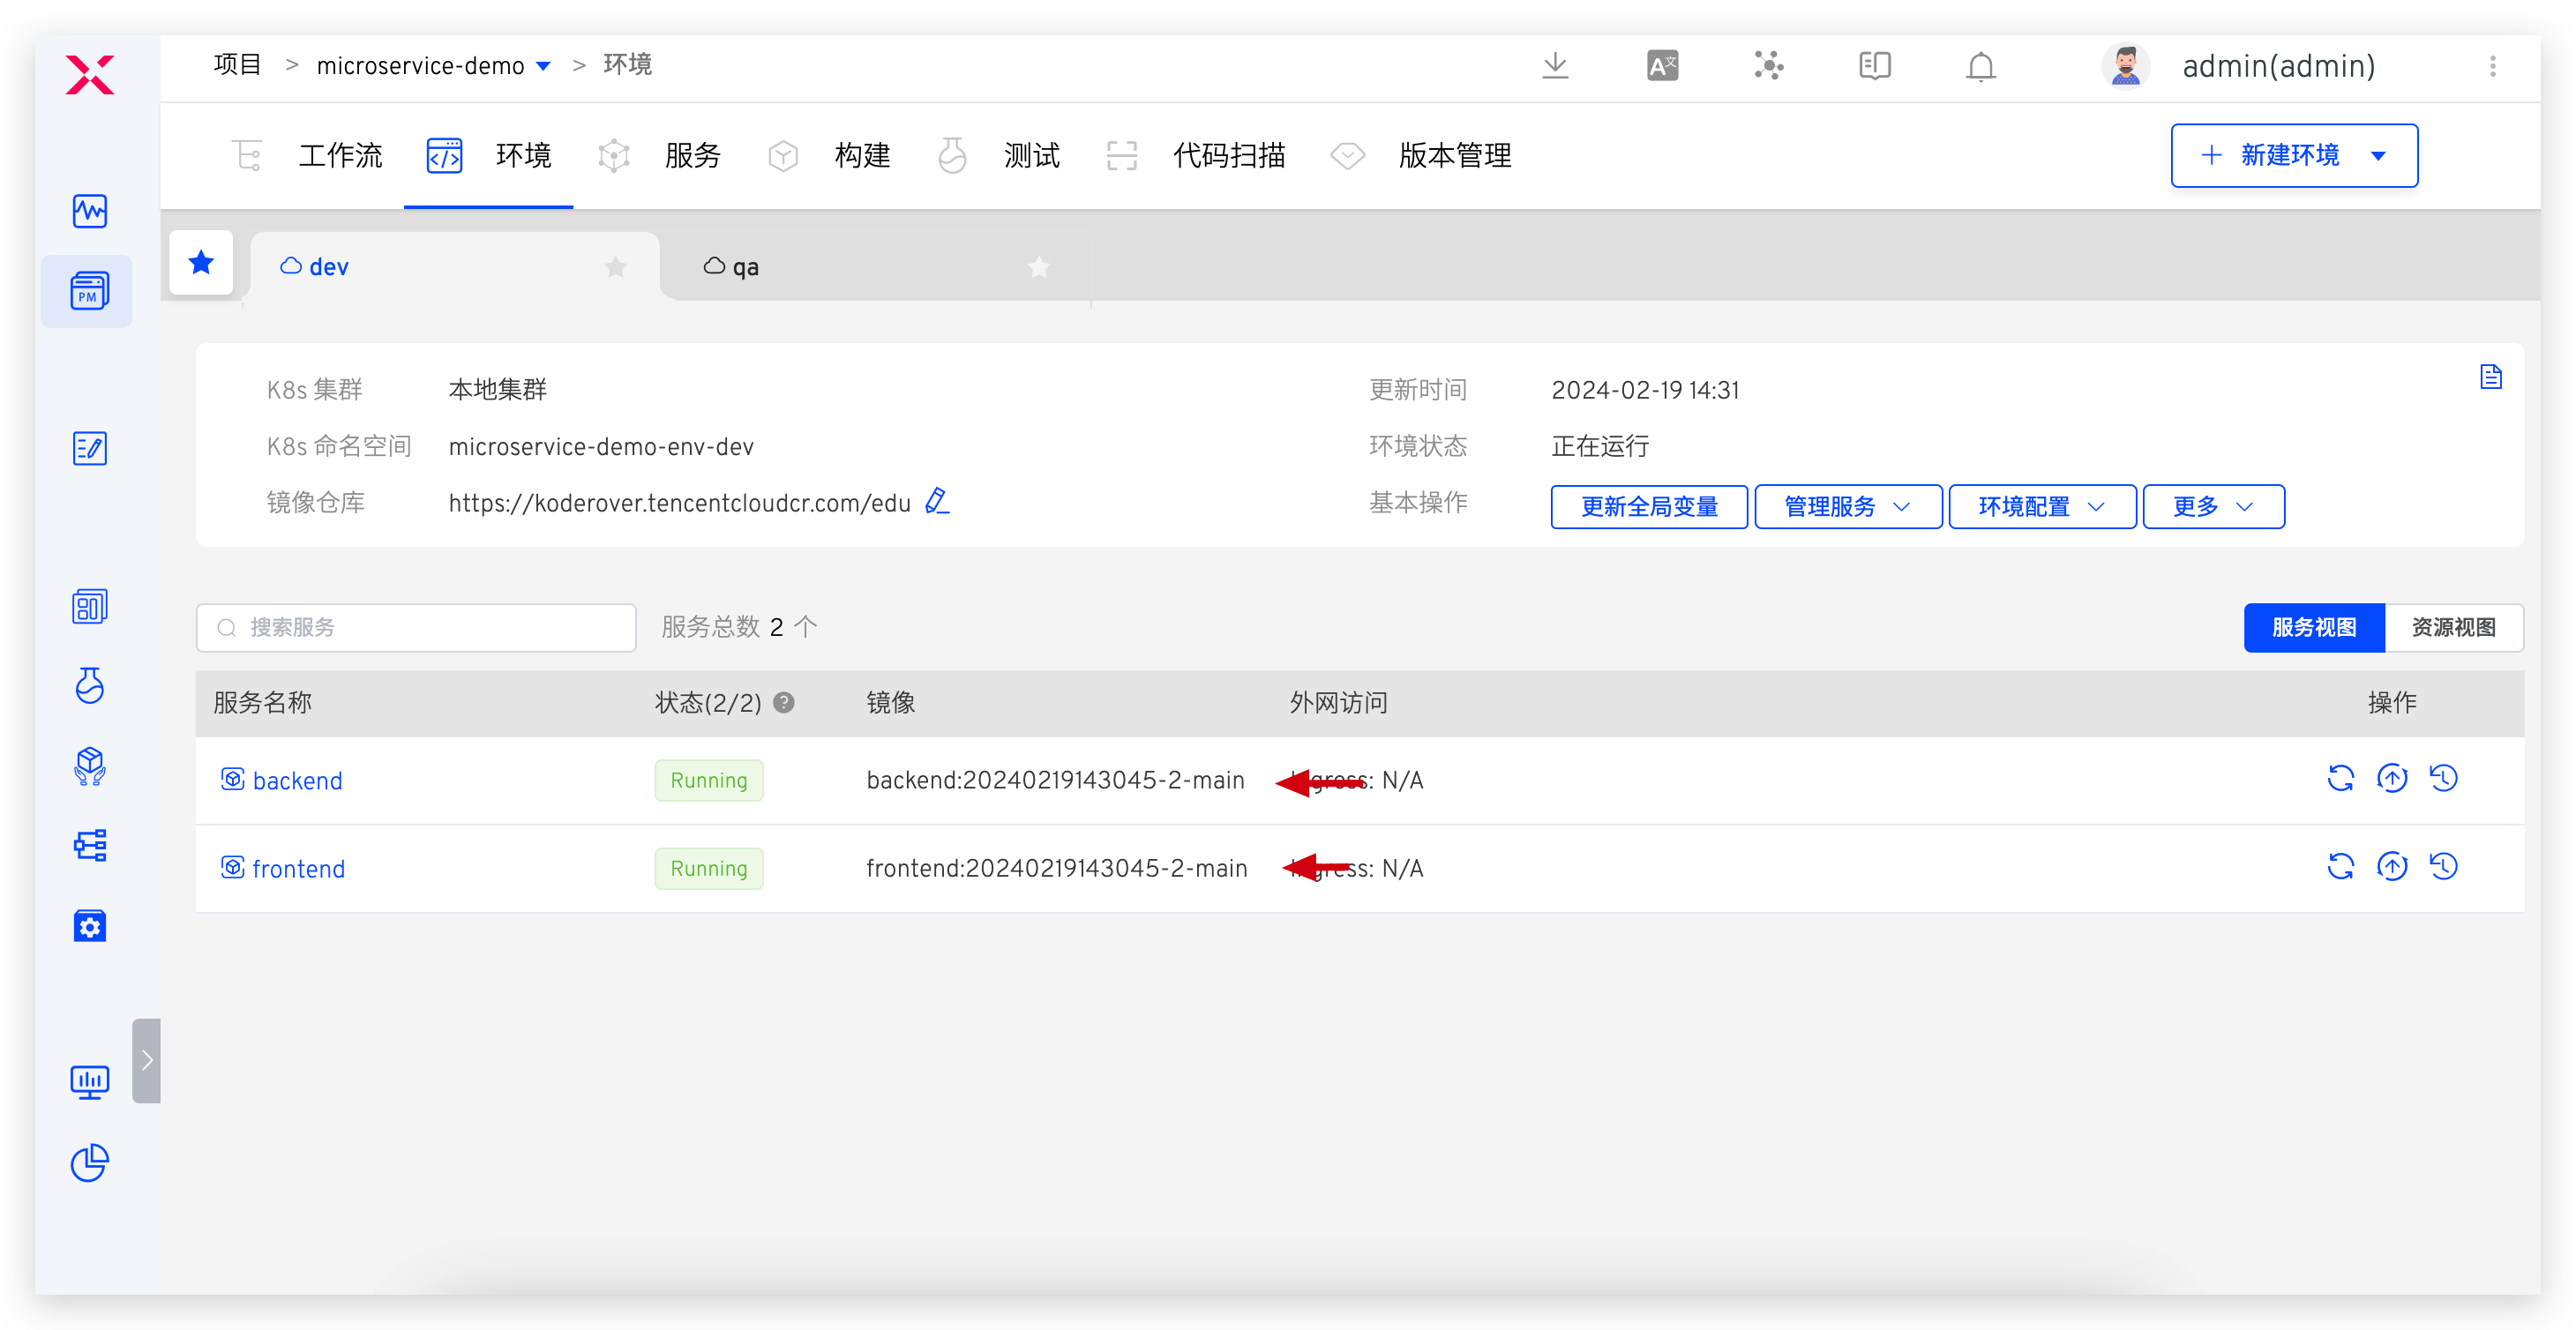 项目 > microservice-demo > 环境
A文
admin(admin)
工作流 环境 服务 构建 测试 代码扫描 版本管理
新建环境
PM
dev
qa
K8s 集群 本地集群
更新时间 2024-02-19 14:31
K8s 命名空间 microservice-demo-env-dev
环境状态 正在运行
镜像仓库 https://koderover.tencentcloudcr.com/edu
基本操作 更新全局变量 管理服务 环境配置 更多
搜索服务 服务总数 2 个
服务视图 资源视图
服务名称 状态(2/2) ? 镜像 外网访问 操作
backend Running backend:20240219143045-2-main Ingress: N/A
frontend Running frontend:20240219143045-2-main Ingress: N/A